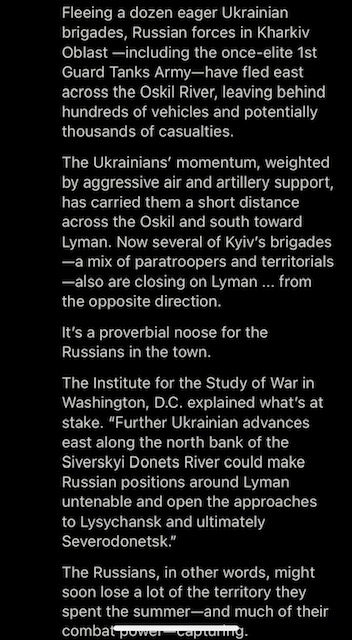 Fleeing a dozen eager Ukrainian
brigades, Russian forces in Kharkiv
Oblast —including the once-elite 1st
Guard Tanks Army—have fled east
across the Oskil River, leaving behind
hundreds of vehicles and potentially
thousands of casualties.
The Ukrainians’ momentum, weighted
by aggressive air and artillery support,
has carried them a short distance
across the Oskil and south toward
Lyman. Now several of Kyiv’s brigades
—a mix of paratroopers and territorials
—also are closing on Lyman ... from
the opposite direction.
It’s a proverbial noose for the
Russians in the town.
The Institute for the Study of War in
Washington, D.C. explained what’s at
stake. “Further Ukrainian advances
east along the north bank of the
Siverskyi Donets River could make
Russian positions around Lyman
untenable and open the approaches
to Lysychansk and ultimately
Severodonetsk.”
The Russians, in other words, might
soon lose a lot of the territory they
spent the summer—and much of their
combat power—capturing.